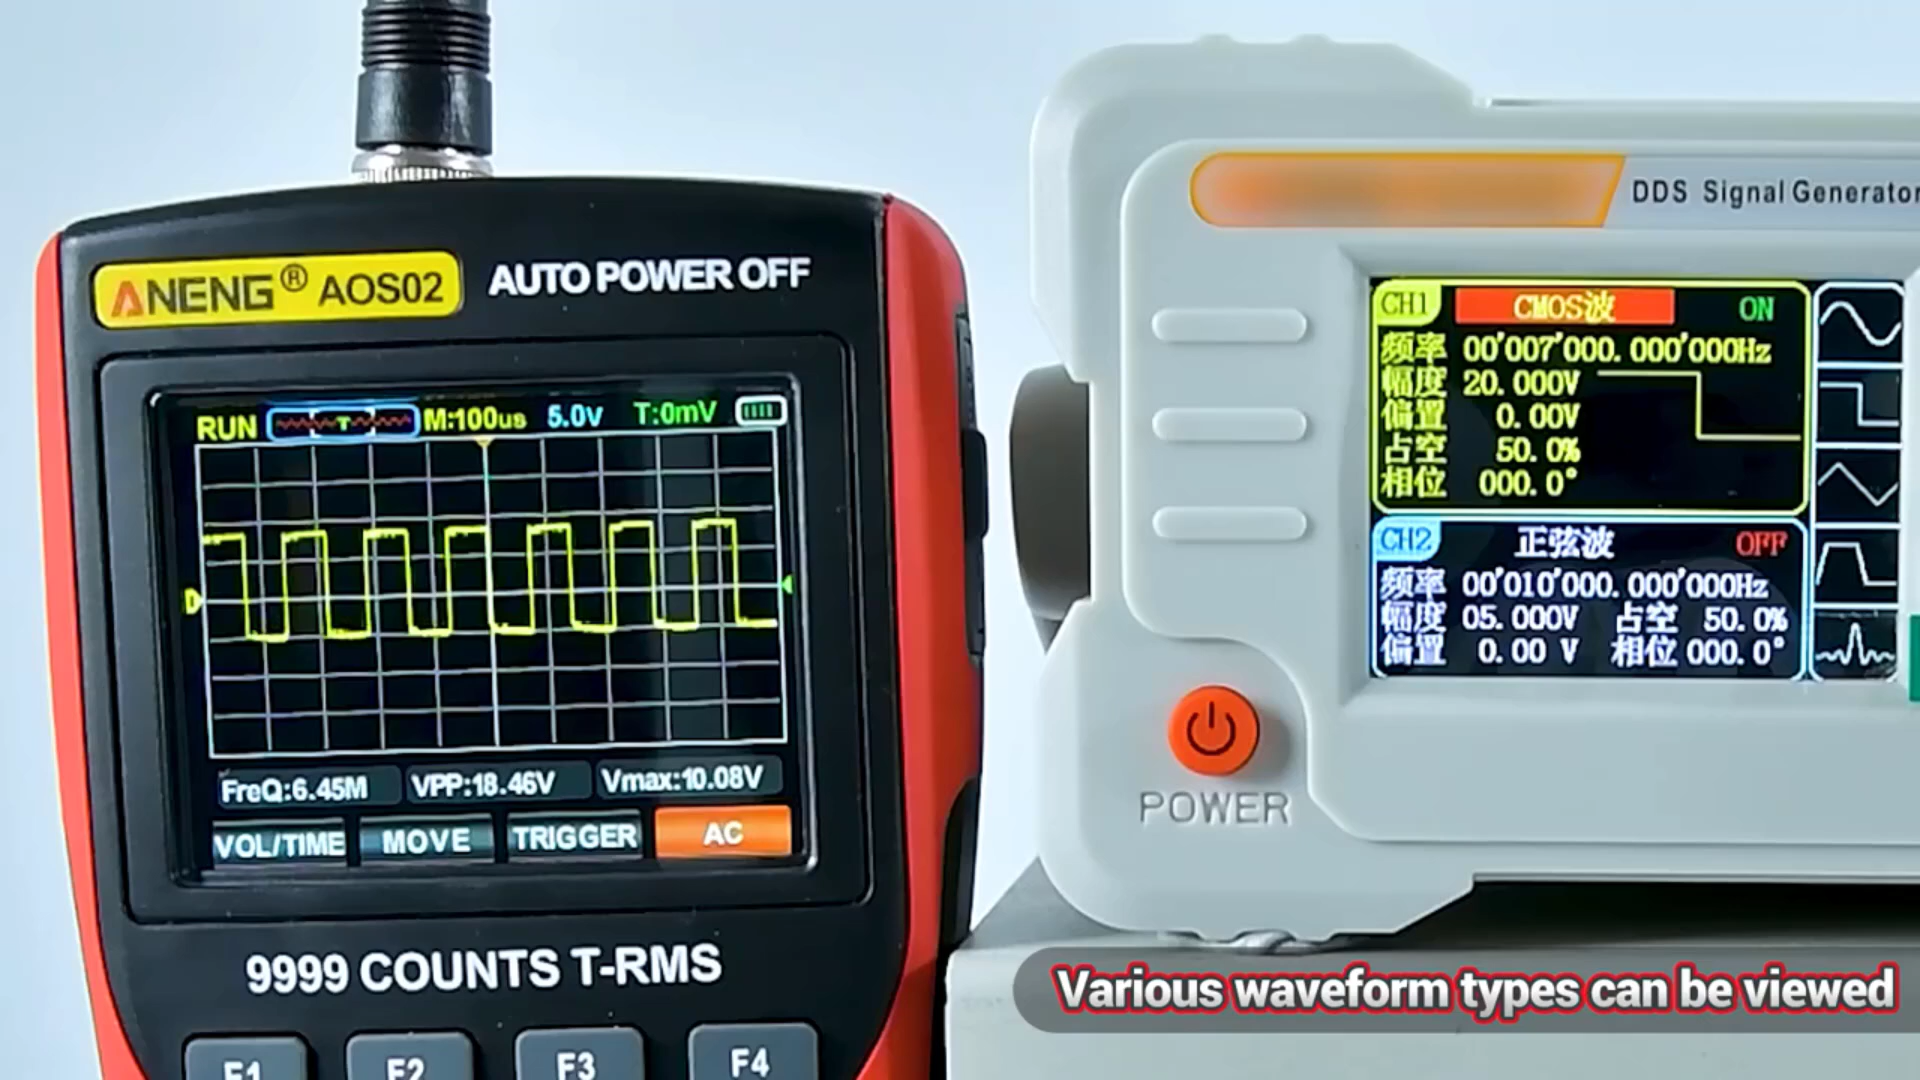 ANENG® AOS02 AUTO POWER OFF
RUN T M:100us 5.0V T:0mV
FreQ:6.45M VPP:18.46V Vmax:10.08V
VOL/TIME MOVE TRIGGER AC
9999 COUNTS T-RMS
F1 F2 F3 F4
DDS Signal Generator
CH1 CMOS波 ON
频率 00'007'000.000'000Hz
幅度 20.000V
偏置 0.00V
占空 50.0%
相位 000.0°
CH2 正弦波 OFF
频率 00'010'000.000'000Hz
幅度 05.000V 占空 50.0%
偏置 0.00 V 相位 000.0°
POWER
Various waveform types can be viewed